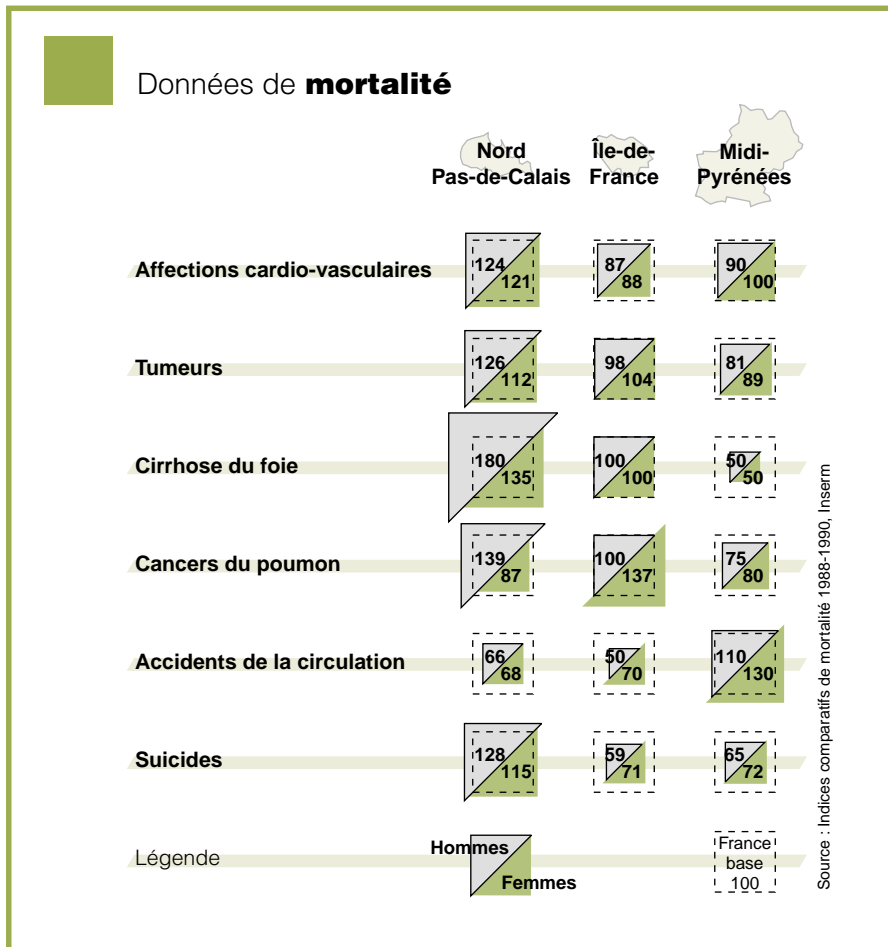 Données de mortalité
Nord
Pas-de-Calais
Île-de-
France
Midi-
Pyrénées
Affections cardio-vasculaires
124
121
87
88
90
100
Tumeurs
126
112
98
104
81
89
Cirrhose du foie
180
135
100
100
50
50
Cancers du poumon
139
87
100
137
75
80
Accidents de la circulation
66
68
50
70
110
130
Suicides
128
115
59
71
65
72
Légende
Hommes
Femmes
France
base
100
Source : Indices comparatifs de mortalité 1988-1990, Inserm